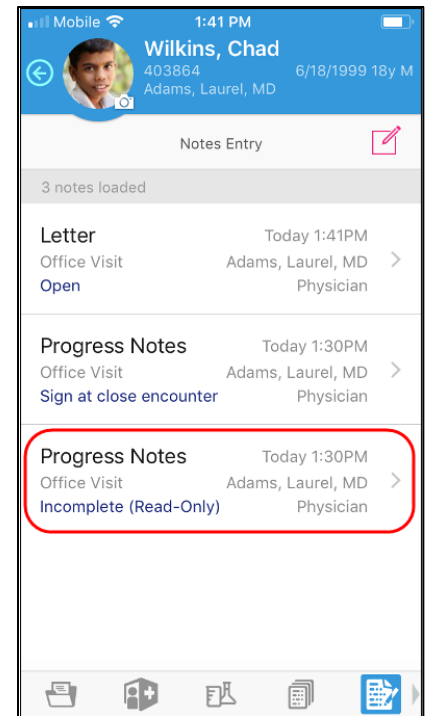 Mobile 1:41 PM
Wilkins, Chad
403864 6/18/1999 18y M
Adams, Laurel, MD
Notes Entry
3 notes loaded
Letter Today 1:41PM
Office Visit Adams, Laurel, MD
Open Physician
Progress Notes Today 1:30PM
Office Visit Adams, Laurel, MD
Sign at close encounter Physician
Progress Notes Today 1:30PM
Office Visit Adams, Laurel, MD
Incomplete (Read-Only) Physician